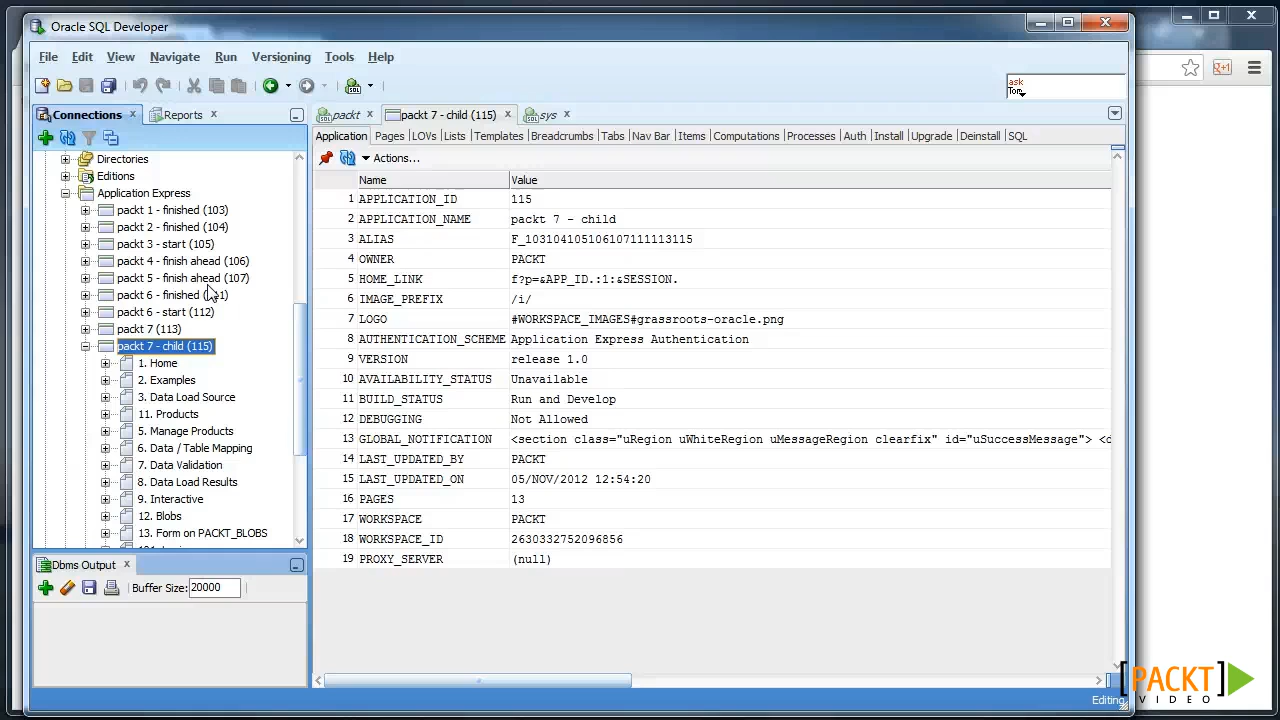 Oracle SQL Developer
File Edit View Navigate Run Versioning Tools Help
ask
Tom
Connections Reports
packt packt 7 - child (115) sys
Application Pages LOVs Lists Templates Breadcrumbs Tabs Nav Bar Items Computations Processes Auth Install Upgrade Deinstall SQL
Actions...
Directories
Editions
Application Express
packt 1 - finished (103)
packt 2 - finished (104)
packt 3 - start (105)
packt 4 - finish ahead (106)
packt 5 - finish ahead (107)
packt 6 - finished
packt 6 - start (112)
packt 7 (113)
packt 7 - child (115)
1. Home
2. Examples
3. Data Load Source
11. Products
5. Manage Products
6. Data / Table Mapping
7. Data Validation
8. Data Load Results
9. Interactive
12. Blobs
13. Form on PACKT_BLOBS
Name Value
1 APPLICATION_ID 115
2 APPLICATION_NAME packt 7 - child
3 ALIAS F_103104105106107111113115
4 OWNER PACKT
5 HOME_LINK f?p=&APP_ID.:1:&SESSION.
6 IMAGE_PREFIX /i/
7 LOGO #WORKSPACE_IMAGES#grassroots-oracle.png
8 AUTHENTICATION_SCHEME Application Express Authentication
9 VERSION release 1.0
10 AVAILABILITY_STATUS Unavailable
11 BUILD_STATUS Run and Develop
12 DEBUGGING Not Allowed
13 GLOBAL_NOTIFICATION <section class="uRegion uWhiteRegion uMessageRegion clearfix" id="uSuccessMessage"> <d
14 LAST_UPDATED_BY PACKT
15 LAST_UPDATED_ON 05/NOV/2012 12:54:20
16 PAGES 13
17 WORKSPACE PACKT
18 WORKSPACE_ID 2630332752096856
19 PROXY_SERVER (null)
Dbms Output
Buffer Size: 20000
Editing
[PACKT]
VIDEO